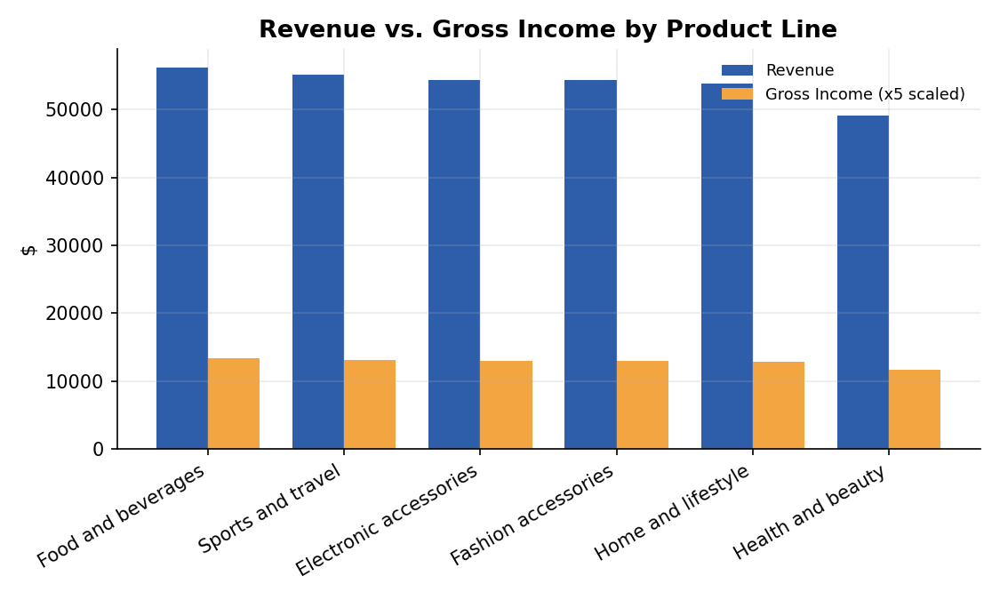 Revenue vs. Gross Income by Product Line
Revenue
Gross Income (x5 scaled)
$
50000
40000
30000
20000
10000
0
Food and beverages
Sports and travel
Electronic accessories
Fashion accessories
Home and lifestyle
Health and beauty